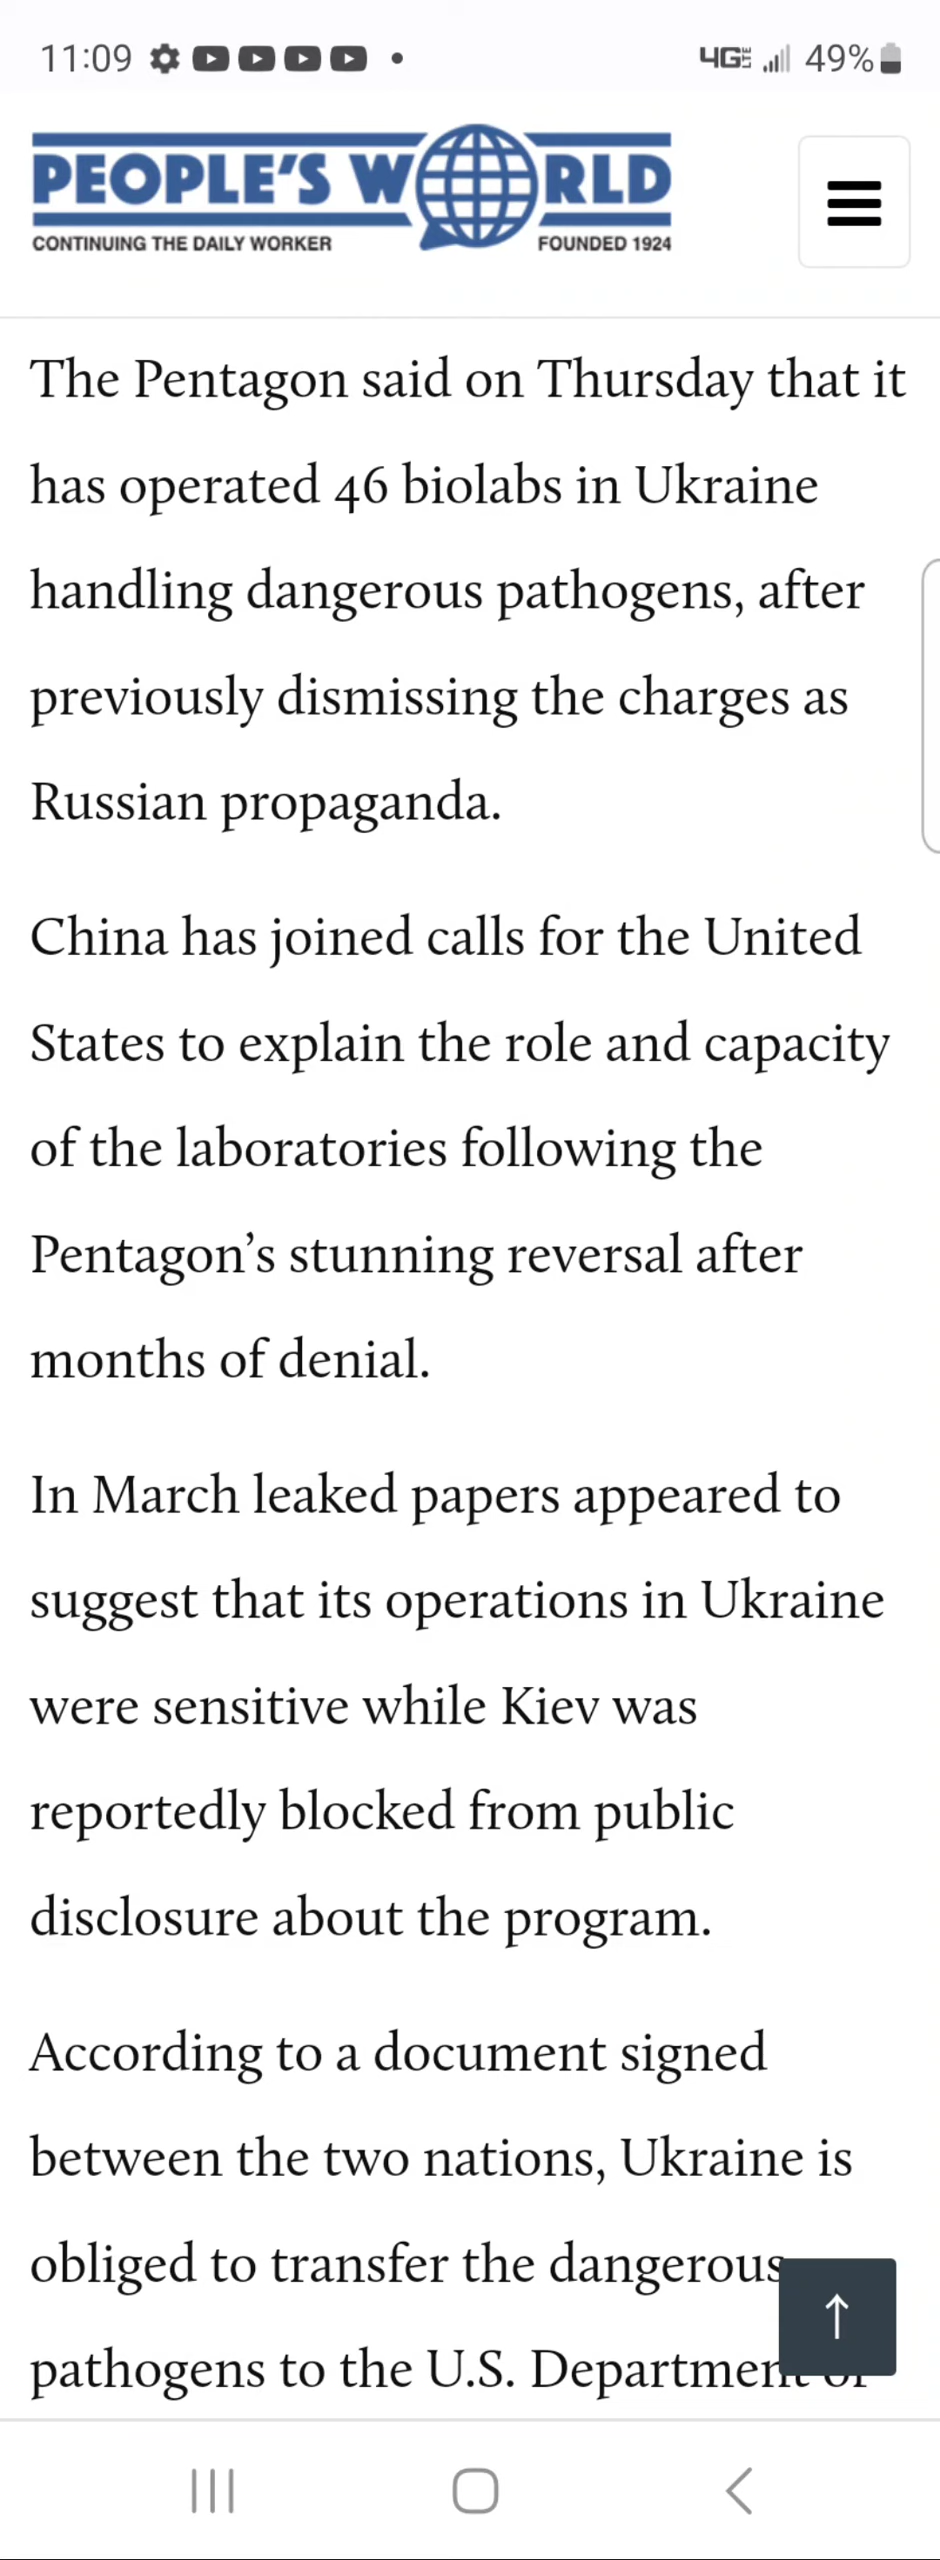 11:09 4G LTE 49%
PEOPLE'S WORLD
CONTINUING THE DAILY WORKER FOUNDED 1924
The Pentagon said on Thursday that it
has operated 46 biolabs in Ukraine
handling dangerous pathogens, after
previously dismissing the charges as
Russian propaganda.
China has joined calls for the United
States to explain the role and capacity
of the laboratories following the
Pentagon’s stunning reversal after
months of denial.
In March leaked papers appeared to
suggest that its operations in Ukraine
were sensitive while Kiev was
reportedly blocked from public
disclosure about the program.
According to a document signed
between the two nations, Ukraine is
obliged to transfer the dangerous
pathogens to the U.S. Department of